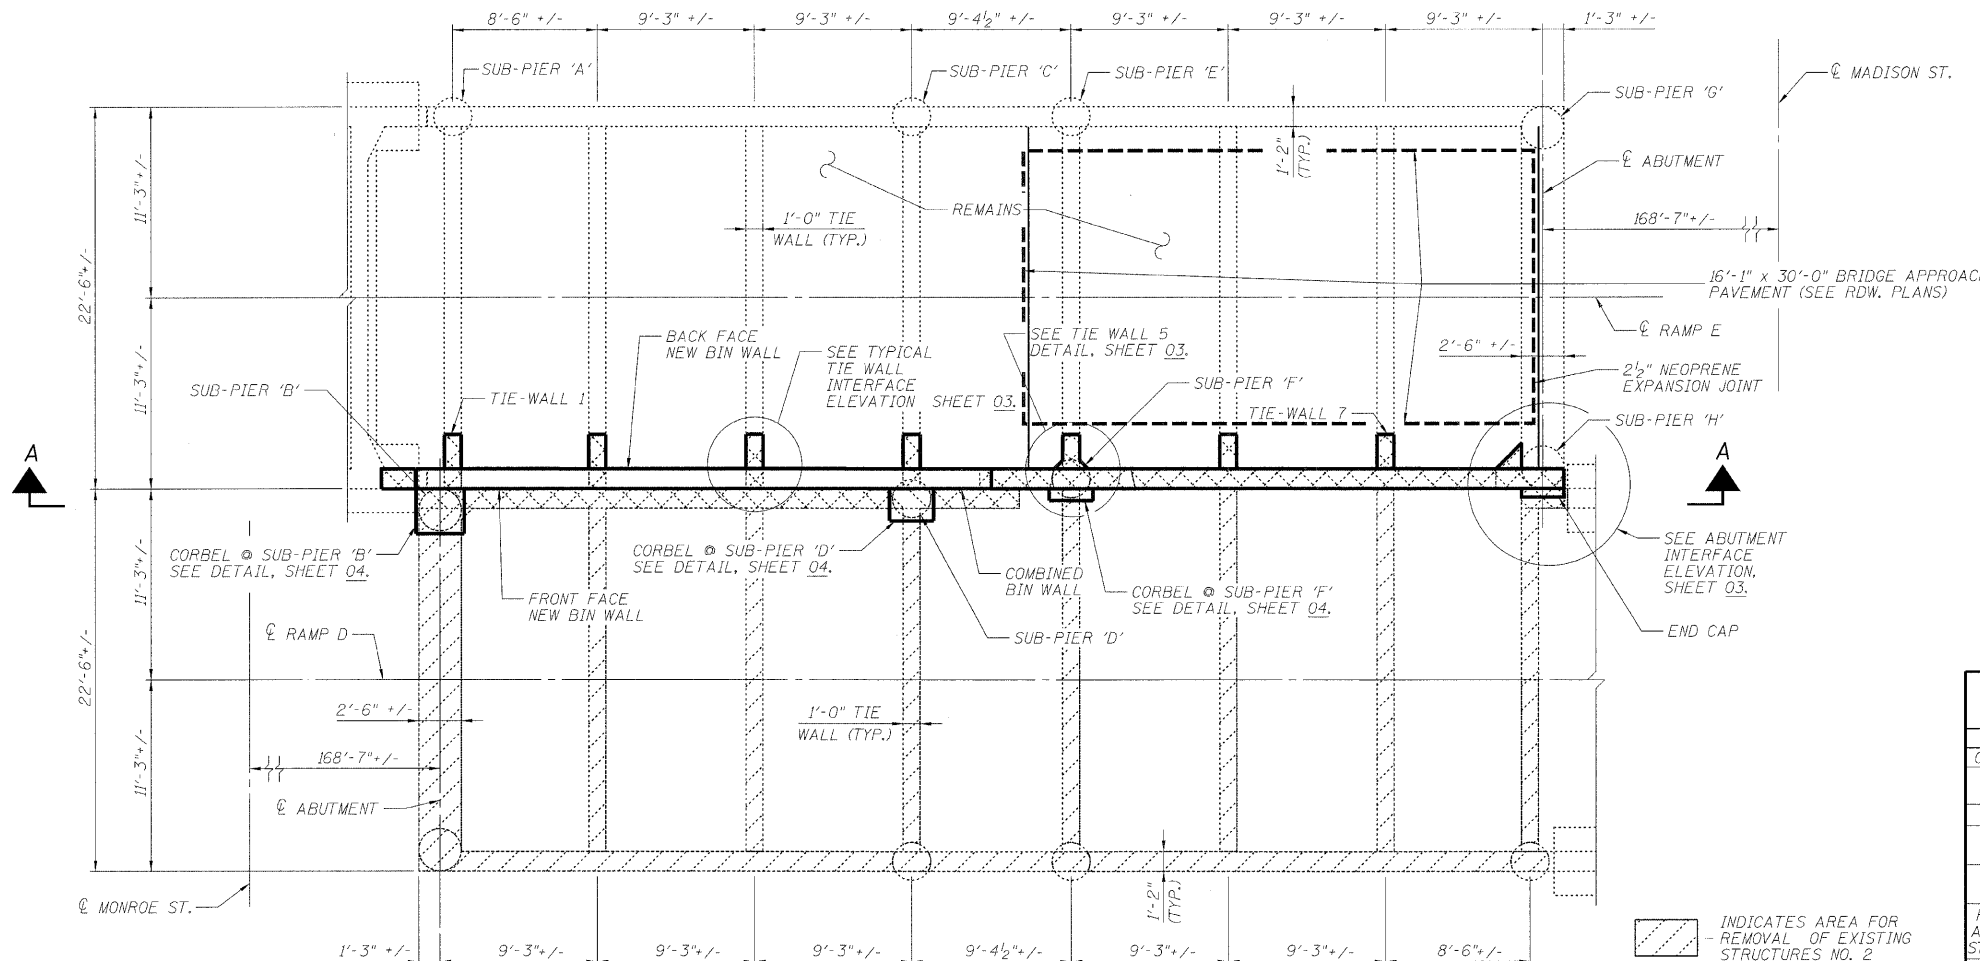 8'-6" +/-
9'-3" +/-
9'-3" +/-
9'-4½" +/-
9'-3" +/-
9'-3" +/-
9'-3" +/-
1'-3" +/-
SUB-PIER 'A'
SUB-PIER 'C'
SUB-PIER 'E'
℄ MADISON ST.
SUB-PIER 'G'
1'-2"
(TYP.)
℄ ABUTMENT
11'-3"+/-
22'-6"+/-
REMAINS
1'-0" TIE
WALL (TYP.)
168'-7"+/-
16'-1" x 30'-0" BRIDGE APPROAC
PAVEMENT (SEE RDW. PLANS)
℄ RAMP E
BACK FACE
NEW BIN WALL
SEE TYPICAL
TIE WALL
INTERFACE
ELEVATION SHEET 03.
SEE TIE WALL 5
DETAIL, SHEET 03.
2'-6" +/-
11'-3"+/-
2½" NEOPRENE
EXPANSION JOINT
SUB-PIER 'B'
TIE-WALL 1
SUB-PIER 'F'
TIE-WALL 7
SUB-PIER 'H'
A
A
CORBEL @ SUB-PIER 'B'
SEE DETAIL, SHEET 04.
CORBEL @ SUB-PIER 'D'
SEE DETAIL, SHEET 04.
COMBINED
BIN WALL
CORBEL @ SUB-PIER 'F'
SEE DETAIL, SHEET 04.
SEE ABUTMENT
INTERFACE
ELEVATION,
SHEET 03.
11'-3"+/-
FRONT FACE
NEW BIN WALL
℄ RAMP D
SUB-PIER 'D'
END CAP
22'-6"+/-
2'-6" +/-
1'-0" TIE
WALL (TYP.)
168'-7"+/-
11'-3"+/-
℄ ABUTMENT
1'-2"
(TYP.)
℄ MONROE ST.
INDICATES AREA FOR
REMOVAL OF EXISTING
STRUCTURES NO. 2
1'-3" +/-
9'-3"+/-
9'-3"+/-
9'-3"+/-
9'-4½"+/-
9'-3"+/-
9'-3"+/-
8'-6"+/-